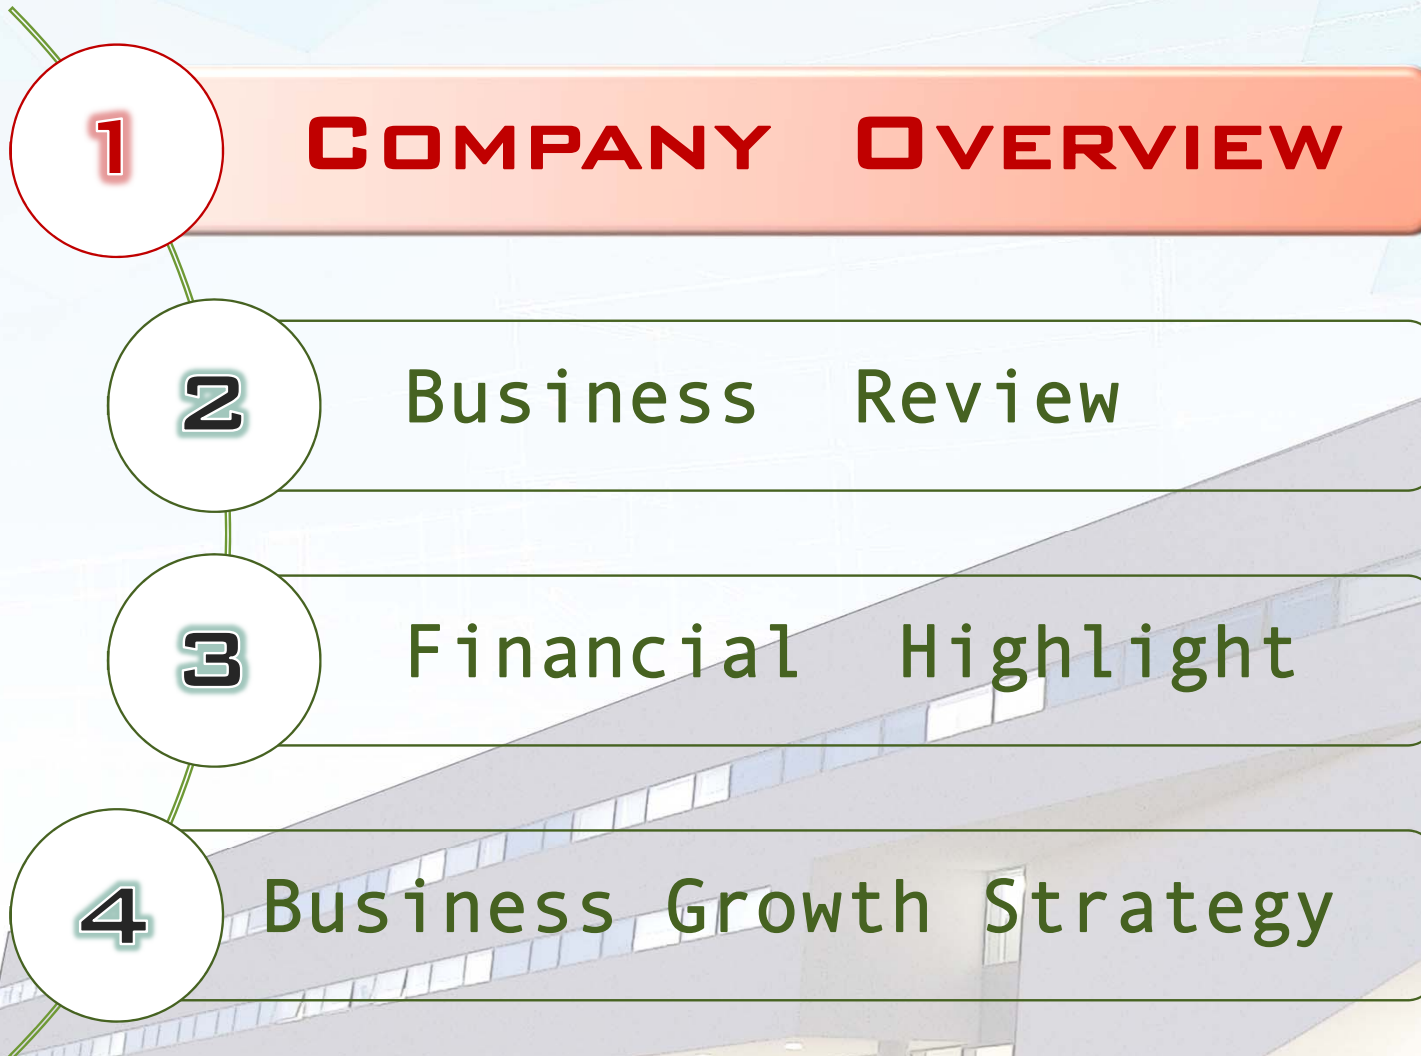 1 COMPANY OVERVIEW
2 Business Review
3 Financial Highlight
4 Business Growth Strategy